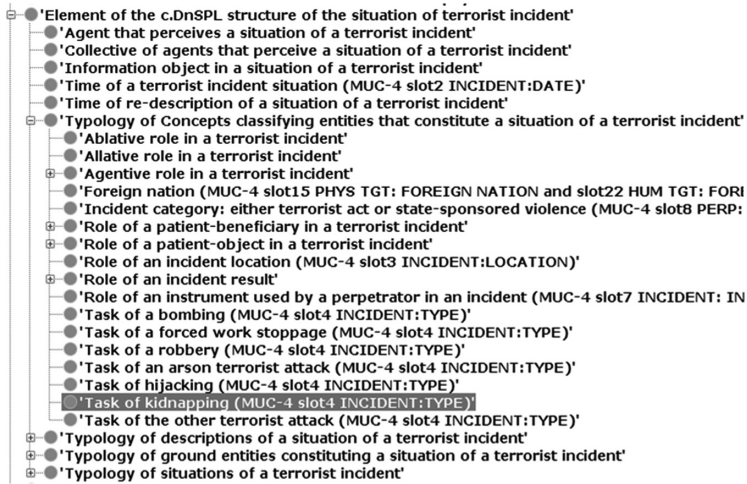 'Element of the c.DnSPL structure of the situation of terrorist incident'
'Agent that perceives a situation of a terrorist incident'
'Collective of agents that perceive a situation of a terrorist incident'
'Information object in a situation of a terrorist incident'
'Time of a terrorist incident situation (MUC-4 slot2 INCIDENT:DATE)'
'Time of re-description of a situation of a terrorist incident'
'Typology of Concepts classifying entities that constitute a situation of a terrorist incident'
'Ablative role in a terrorist incident'
'Allative role in a terrorist incident'
'Agentive role in a terrorist incident'
'Foreign nation (MUC-4 slot15 PHYS TGT: FOREIGN NATION and slot22 HUM TGT: FOREI
'Incident category: either terrorist act or state-sponsored violence (MUC-4 slot8 PERP:
'Role of a patient-beneficiary in a terrorist incident'
'Role of a patient-object in a terrorist incident'
'Role of an incident location (MUC-4 slot3 INCIDENT:LOCATION)'
'Role of an incident result'
'Role of an instrument used by a perpetrator in an incident (MUC-4 slot7 INCIDENT: IN
'Task of a bombing (MUC-4 slot4 INCIDENT:TYPE)'
'Task of a forced work stoppage (MUC-4 slot4 INCIDENT:TYPE)'
'Task of a robbery (MUC-4 slot4 INCIDENT:TYPE)'
'Task of an arson terrorist attack (MUC-4 slot4 INCIDENT:TYPE)'
'Task of hijacking (MUC-4 slot4 INCIDENT:TYPE)'
'Task of kidnapping (MUC-4 slot4 INCIDENT:TYPE)'
'Task of the other terrorist attack (MUC-4 slot4 INCIDENT:TYPE)'
'Typology of descriptions of a situation of a terrorist incident'
'Typology of ground entities constituting a situation of a terrorist incident'
'Typology of situations of a terrorist incident'